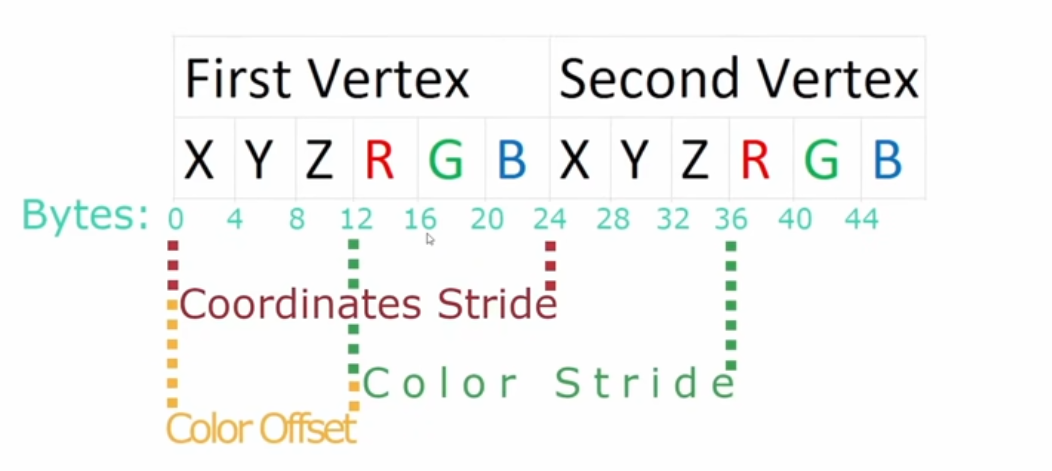 First Vertex Second Vertex
X Y Z R G B X Y Z R G B
Bytes: 0 4 8 12 16 20 24 28 32 36 40 44
Coordinates Stride
Color Stride
Color Offset